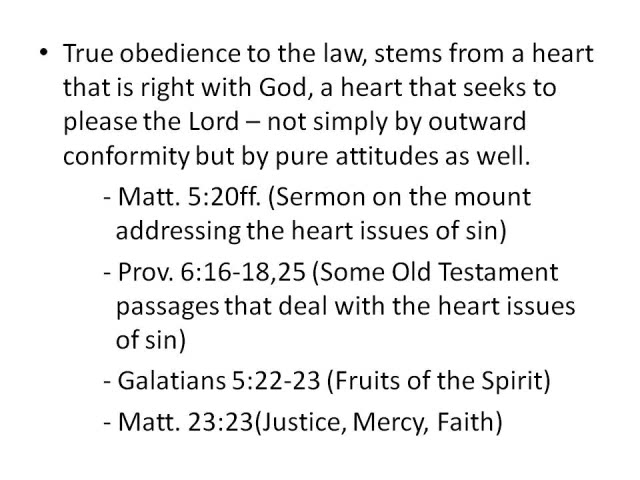 • True obedience to the law, stems from a heart
that is right with God, a heart that seeks to
please the Lord – not simply by outward
conformity but by pure attitudes as well.
- Matt. 5:20ff. (Sermon on the mount
addressing the heart issues of sin)
- Prov. 6:16-18,25 (Some Old Testament
passages that deal with the heart issues
of sin)
- Galatians 5:22-23 (Fruits of the Spirit)
- Matt. 23:23(Justice, Mercy, Faith)